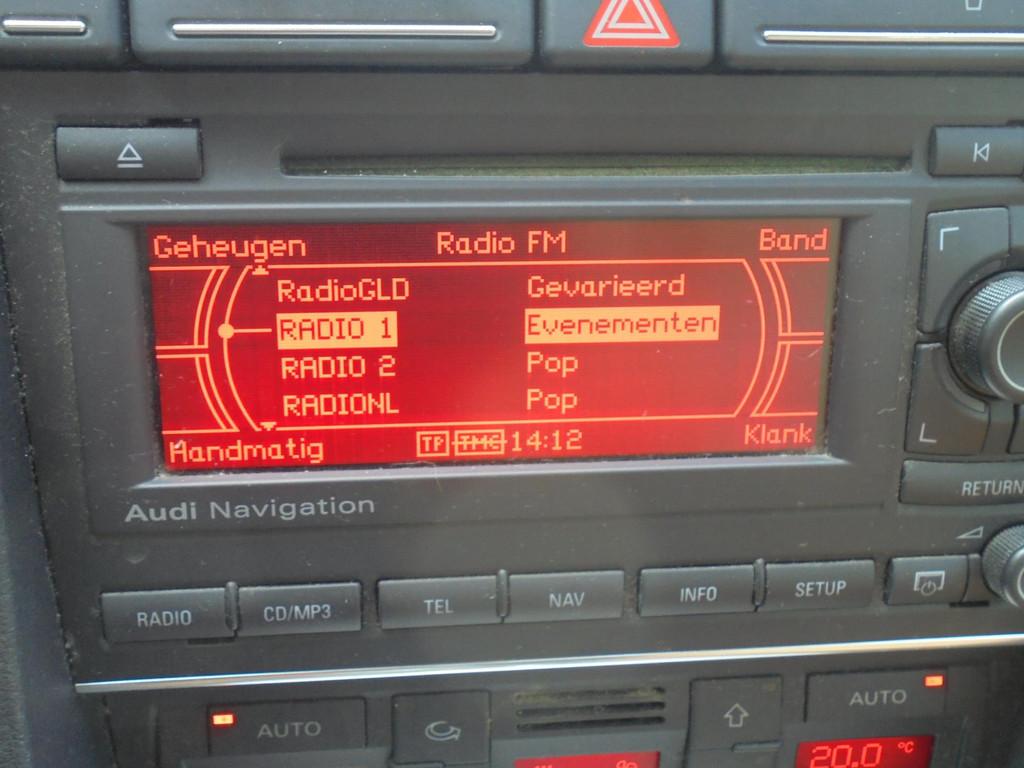 Geheugen Radio FM Band
RadioGLD Gevarieerd
RADIO 1 Evenementen
RADIO 2 Pop
RADIONL Pop
Handmatig TP TMC 14:12 Klank
Audi Navigation
RETURN
RADIO CD/MP3 TEL NAV INFO SETUP
AUTO AUTO
20.0 °C